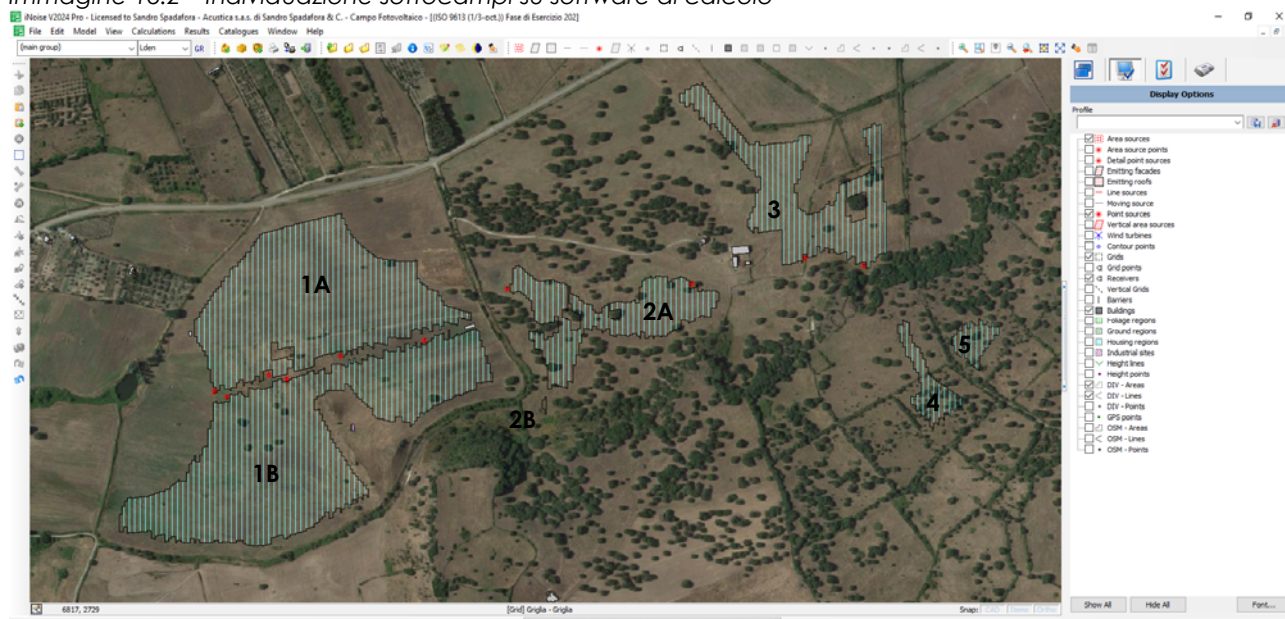 Immagine 10.2 - Individuazione sottocampi su software di calcolo
iNoise V2024 Pro - Licensed to Sandro Spadafora - Acustica s.a.s. di Sandro Spadafora & C. - Campo Fotovoltaico - [(ISO 9613 (1/3-oct.)) Fase di Esercizio 202]
File Edit Model View Calculations Results Catalogues Window Help
(main group) Lden GR
Display Options
Profile
Area sources
Area source points
Detail point sources
Emitting facades
Emitting roofs
Line sources
Moving source
Point sources
Vertical area sources
Wind turbines
Contour points
Grids
Grid points
Receivers
Vertical Grids
Barriers
Buildings
Foliage regions
Ground regions
Housing regions
Industrial sites
Height lines
Height points
DIV - Areas
DIV - Lines
DIV - Points
GPS points
OSM - Areas
OSM - Lines
OSM - Points
3
1A
2A
5
4
2B
1B
6817, 2729
[Grid] Griglia - Griglia
Snap: CAD Items Ortho
Show All Hide All Font...